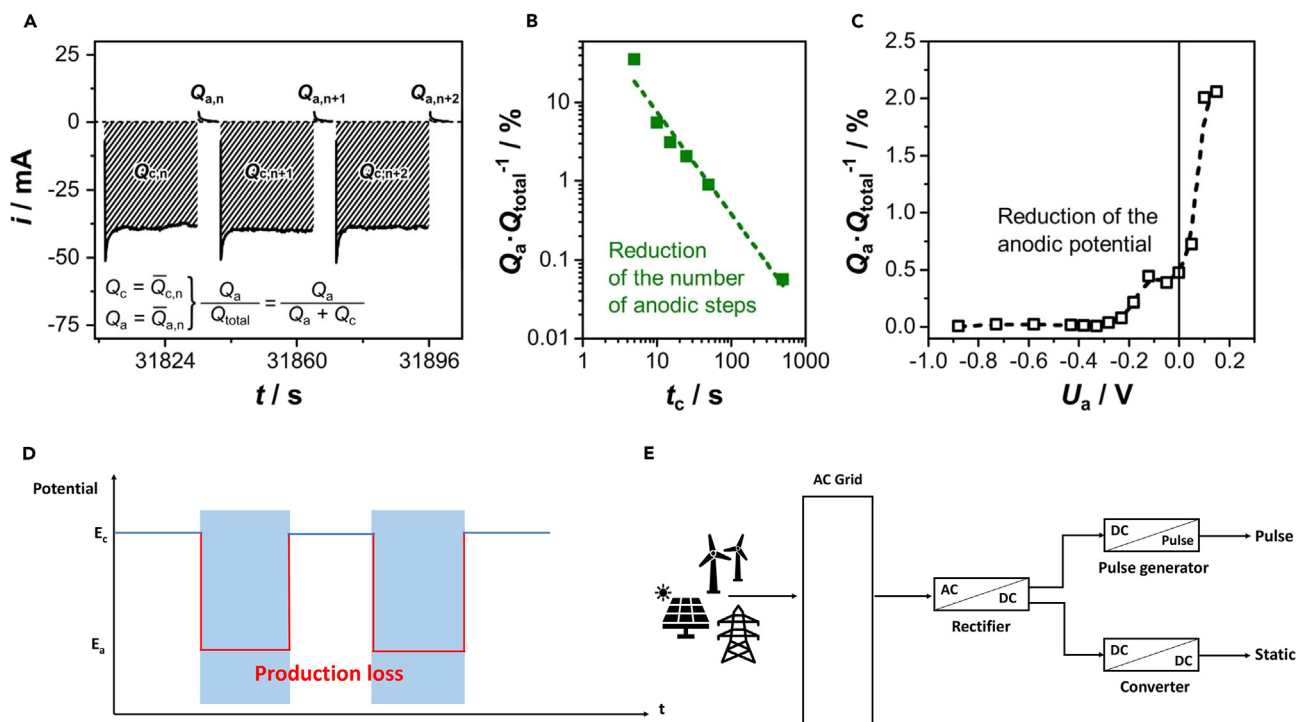 A
25
0
-25
-50
-75
i / mA
Qa,n
Qa,n+1
Qa,n+2
Qc,n
Qc,n+1
Qc,n+2
Qc = Q̅c,n
Qa = Q̅a,n
} Qa / Qtotal = Qa / Qa + Qc
31824
31860
31896
t / s
B
10
1
0.1
0.01
Qa·Qtotal⁻¹ / %
Reduction
of the number
of anodic steps
1
10
100
1000
tc / s
C
2.5
2.0
1.5
1.0
0.5
0.0
Qa·Qtotal⁻¹ / %
Reduction of the
anodic potential
-1.0
-0.8
-0.6
-0.4
-0.2
0.0
0.2
Ua / V
D
Potential
Ec
Ea
Production loss
t
E
AC Grid
AC
DC
Rectifier
DC
Pulse
Pulse generator
Pulse
DC
DC
Converter
Static